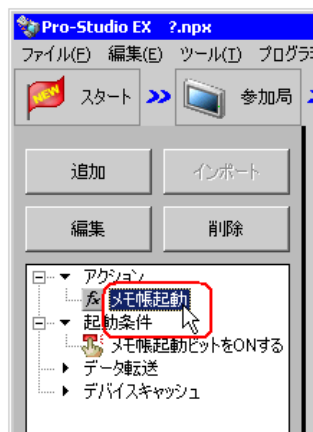 Pro-Studio EX ?.npx
ファイル(F) 編集(E) ツール(T) プログラ
NEW スタート 参加局
追加 インポート
編集 削除
アクション
fx メモ帳起動
起動条件
メモ帳起動ビットをONする
データ転送
デバイスキャッシュ